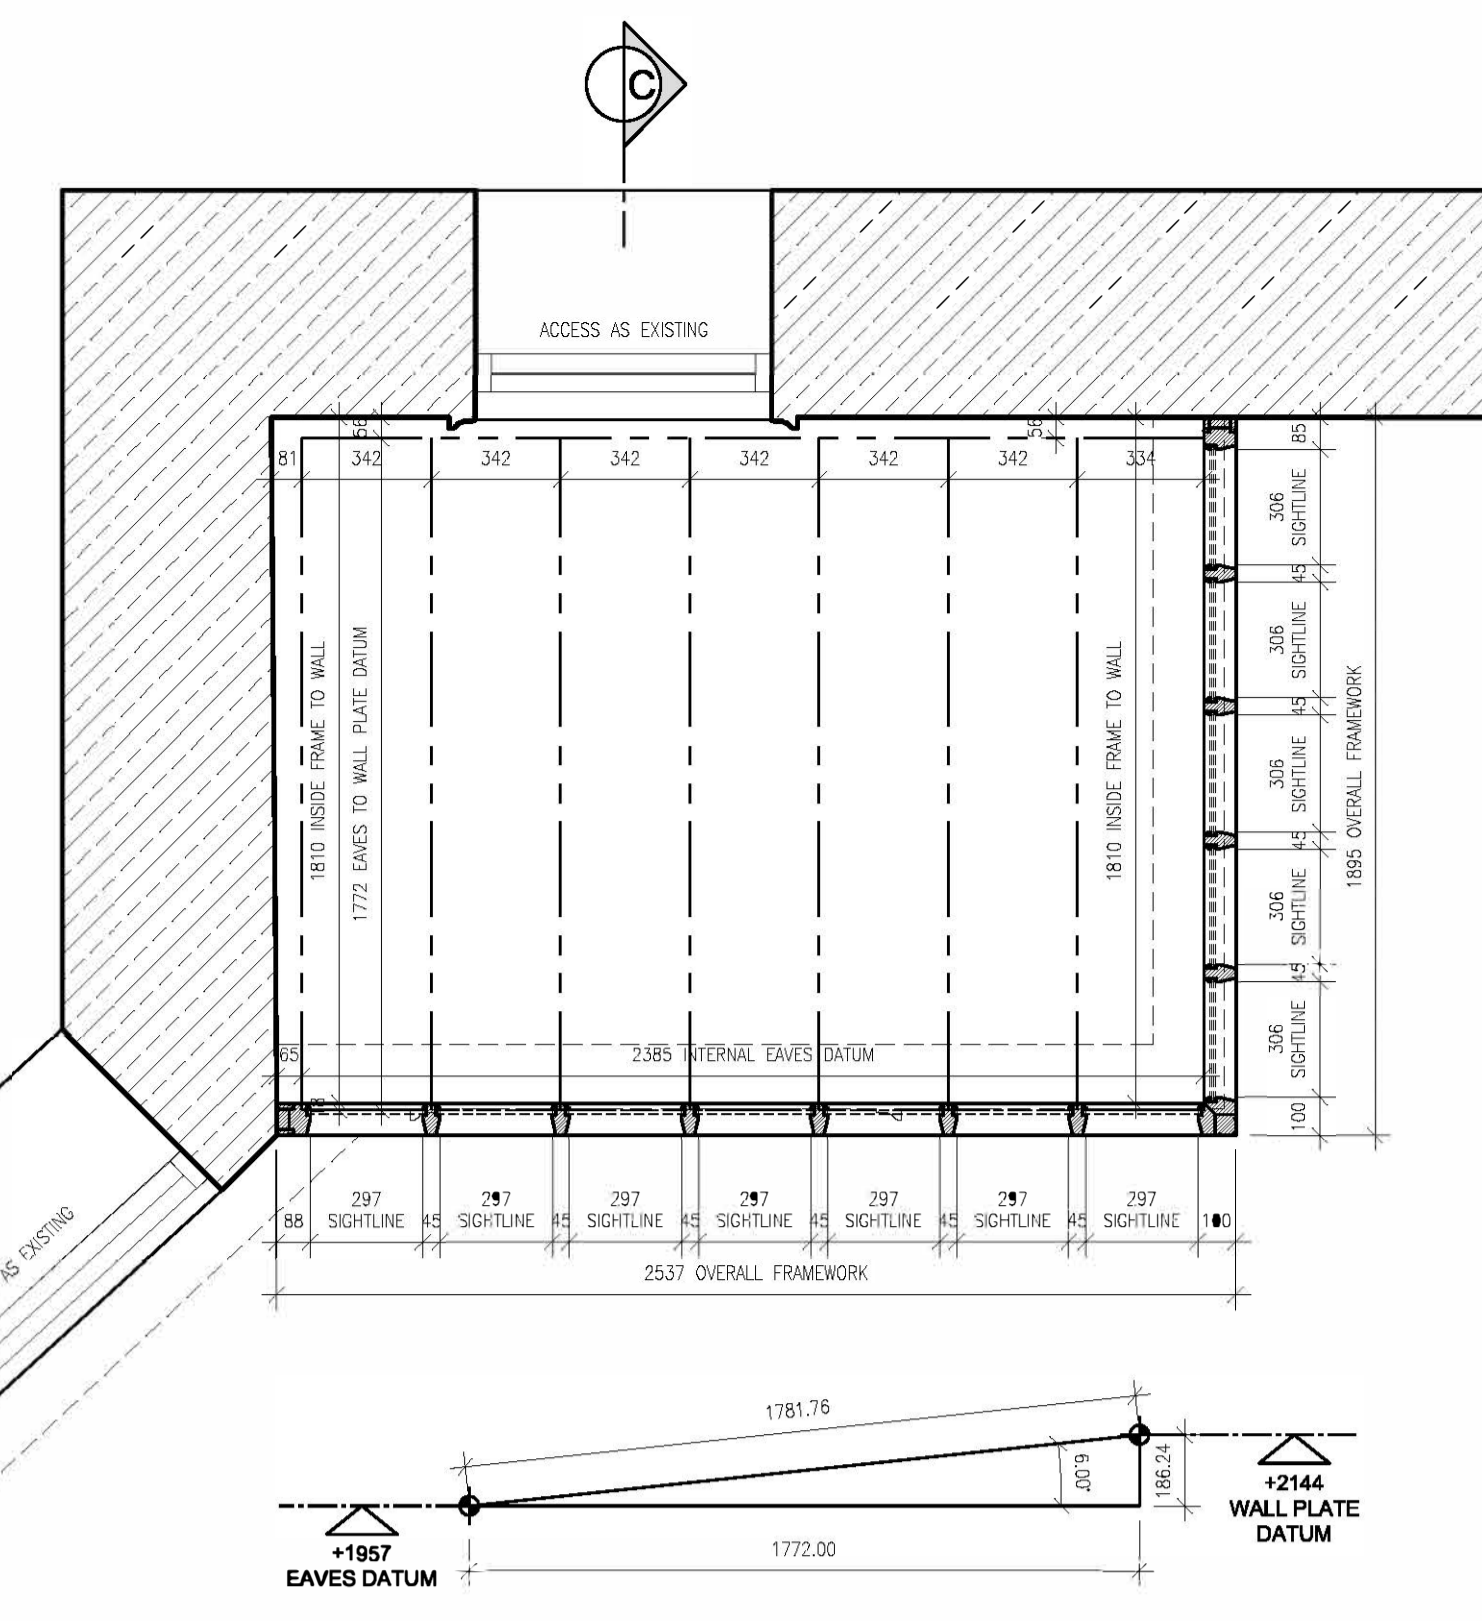 C
ACCESS AS EXISTING
56
56
81 342 342 342 342 342 342 334
85
306
SIGHTLINE
45
306
SIGHTLINE
45
306
SIGHTLINE
45
306
SIGHTLINE
45
306
SIGHTLINE
100
1895 OVERALL FRAMEWORK
1810 INSIDE FRAME TO WALL
1772 EAVES TO WALL PLATE DATUM
1810 INSIDE FRAME TO WALL
65
2385 INTERNAL EAVES DATUM
AS EXISTING
297 297 297 297 297 297 297
88 SIGHTLINE 45 SIGHTLINE 45 SIGHTLINE 45 SIGHTLINE 45 SIGHTLINE 45 SIGHTLINE 45 SIGHTLINE 100
2537 OVERALL FRAMEWORK
1781.76
6.00°
186.24
+2144
WALL PLATE
DATUM
+1957
EAVES DATUM
1772.00